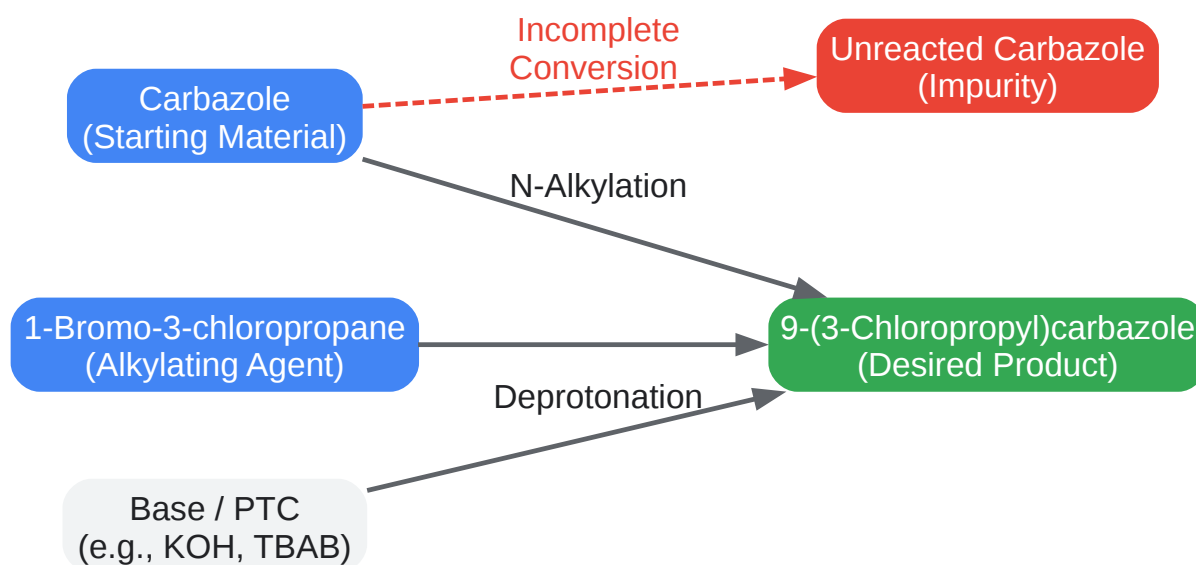 Incomplete
Conversion
Unreacted Carbazole
(Impurity)
Carbazole
(Starting Material)
N-Alkylation
1-Bromo-3-chloropropane
(Alkylating Agent)
9-(3-Chloropropyl)carbazole
(Desired Product)
Deprotonation
Base / PTC
(e.g., KOH, TBAB)